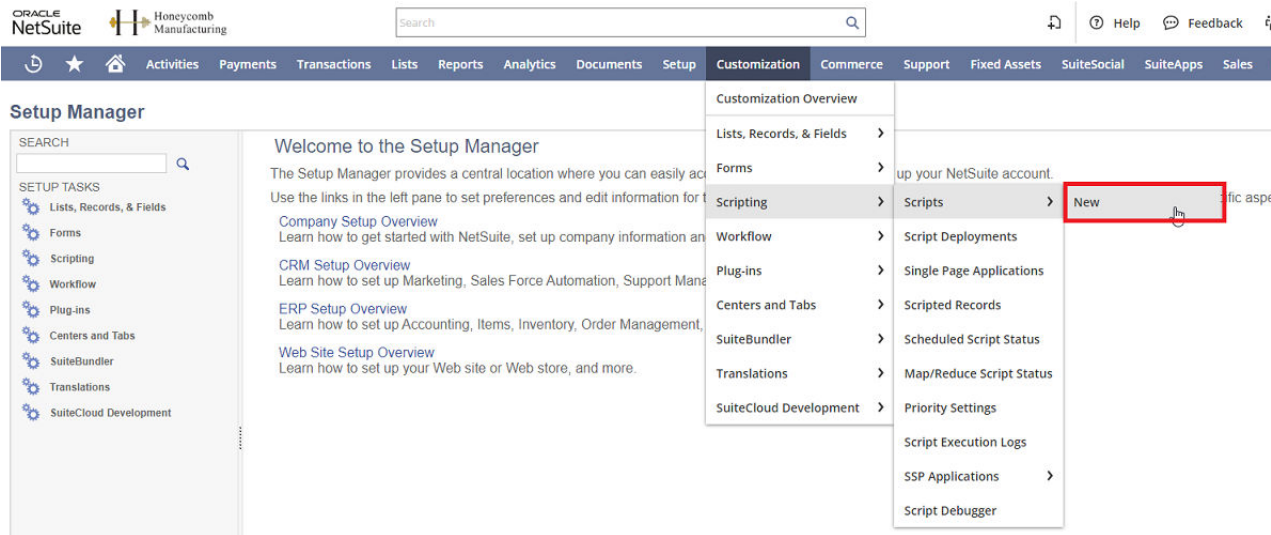 ORACLE
NetSuite
Honeycomb
Manufacturing
Search
Help
Feedback
Activities Payments Transactions Lists Reports Analytics Documents Setup Customization Commerce Support Fixed Assets SuiteSocial SuiteApps Sales
Setup Manager
SEARCH
SETUP TASKS
Lists, Records, & Fields
Forms
Scripting
Workflow
Plug-ins
Centers and Tabs
SuiteBundler
Translations
SuiteCloud Development
Welcome to the Setup Manager
The Setup Manager provides a central location where you can easily up your NetSuite account.
Use the links in the left pane to set preferences and edit information for
Company Setup Overview
Learn how to get started with NetSuite, set up company information
CRM Setup Overview
Learn how to set up Marketing, Sales Force Automation, Support
ERP Setup Overview
Learn how to set up Accounting, Items, Inventory, Order Management,
Web Site Setup Overview
Learn how to set up your Web site or Web store, and more.
Customization Overview
Lists, Records, & Fields
Forms
Scripting
Workflow
Plug-ins
Centers and Tabs
SuiteBundler
Translations
SuiteCloud Development
Scripts
Script Deployments
Single Page Applications
Scripted Records
Scheduled Script Status
Map/Reduce Script Status
Priority Settings
Script Execution Logs
SSP Applications
Script Debugger
New